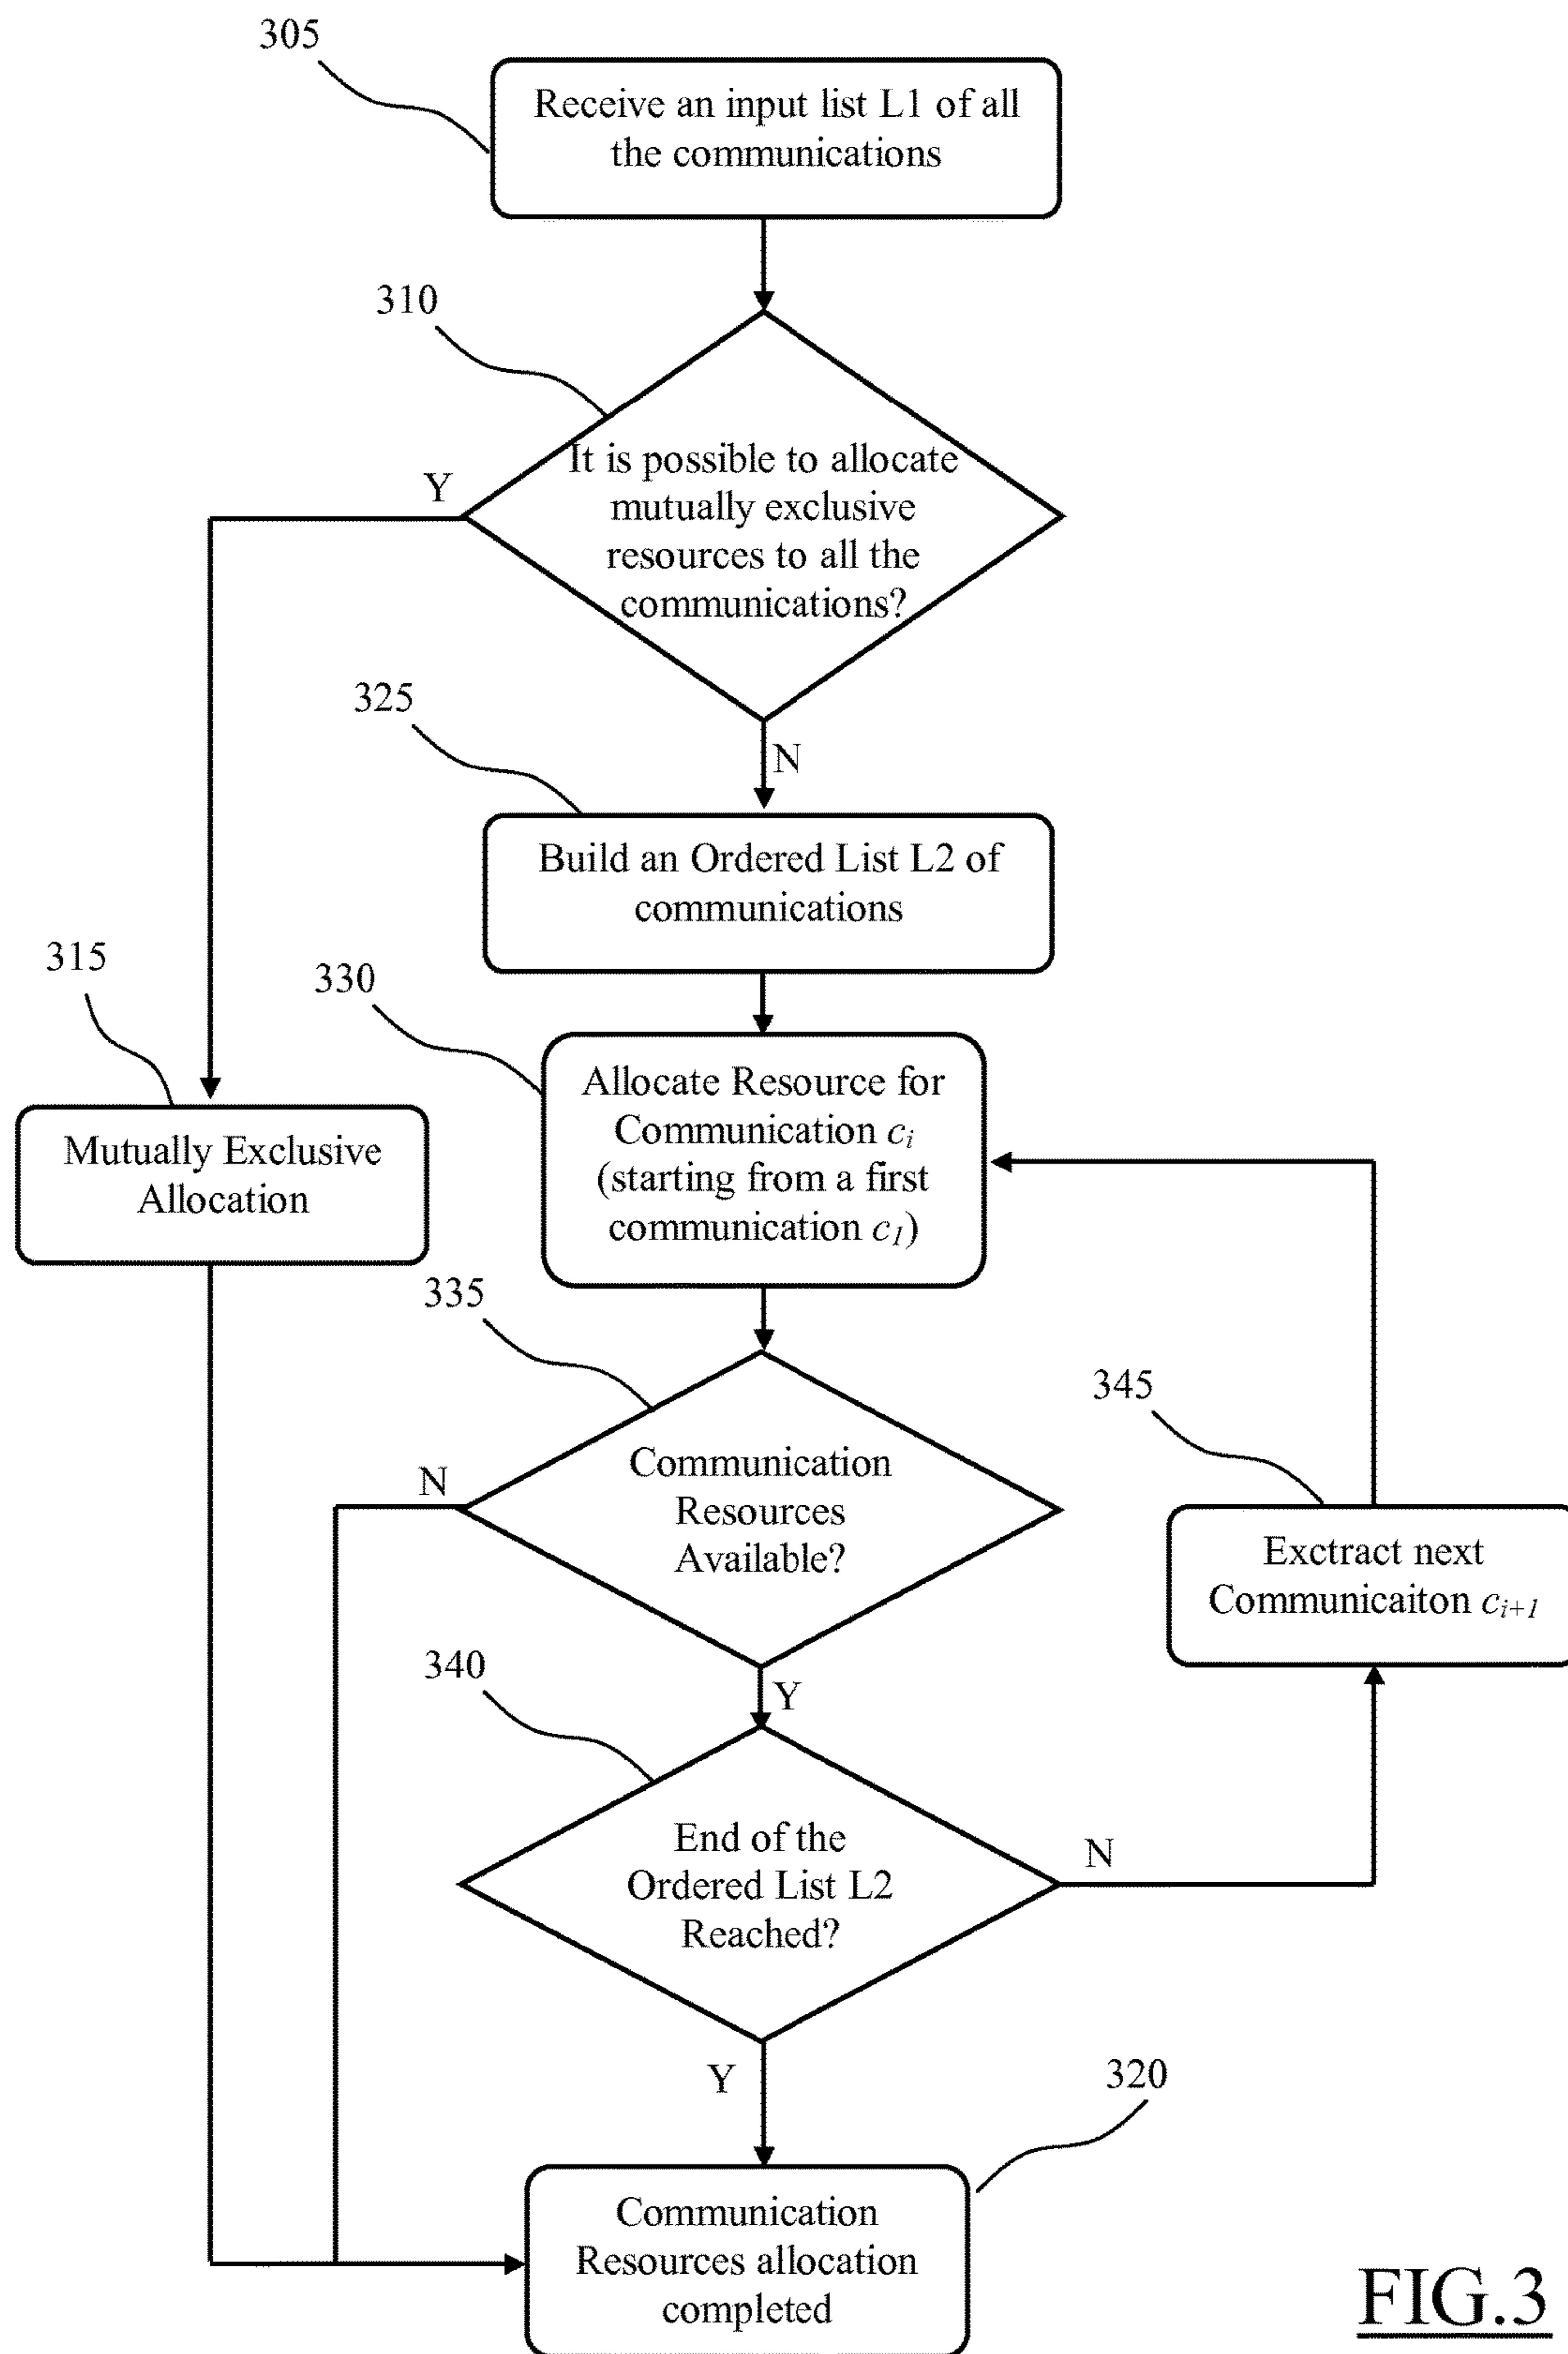 305
Receive an input list L1 of all
the communications
310
It is possible to allocate
mutually exclusive
resources to all the
communications?
Y
N
325
Build an Ordered List L2 of
communications
315
Mutually Exclusive
Allocation
330
Allocate Resource for
Communication ci
(starting from a first
communication c1)
335
Communication
Resources
Available?
N
Y
345
Exctract next
Communicaiton ci+1
340
End of the
Ordered List L2
Reached?
N
Y
320
Communication
Resources allocation
completed
FIG.3